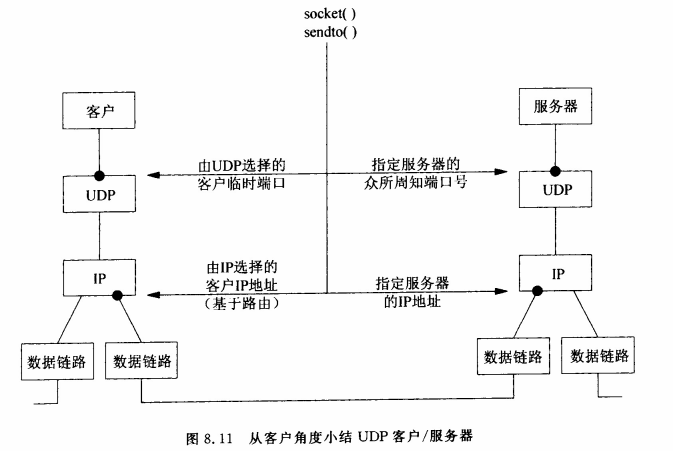 socket( )
sendto( )
客户
服务器
由UDP选择的
客户临时端口
指定服务器的
众所周知端口号
UDP
UDP
IP
由IP选择的
客户IP地址
（基于路由）
指定服务器
的IP地址
IP
数据链路
数据链路
数据链路
数据链路
图 8.11 从客户角度小结 UDP 客户/服务器